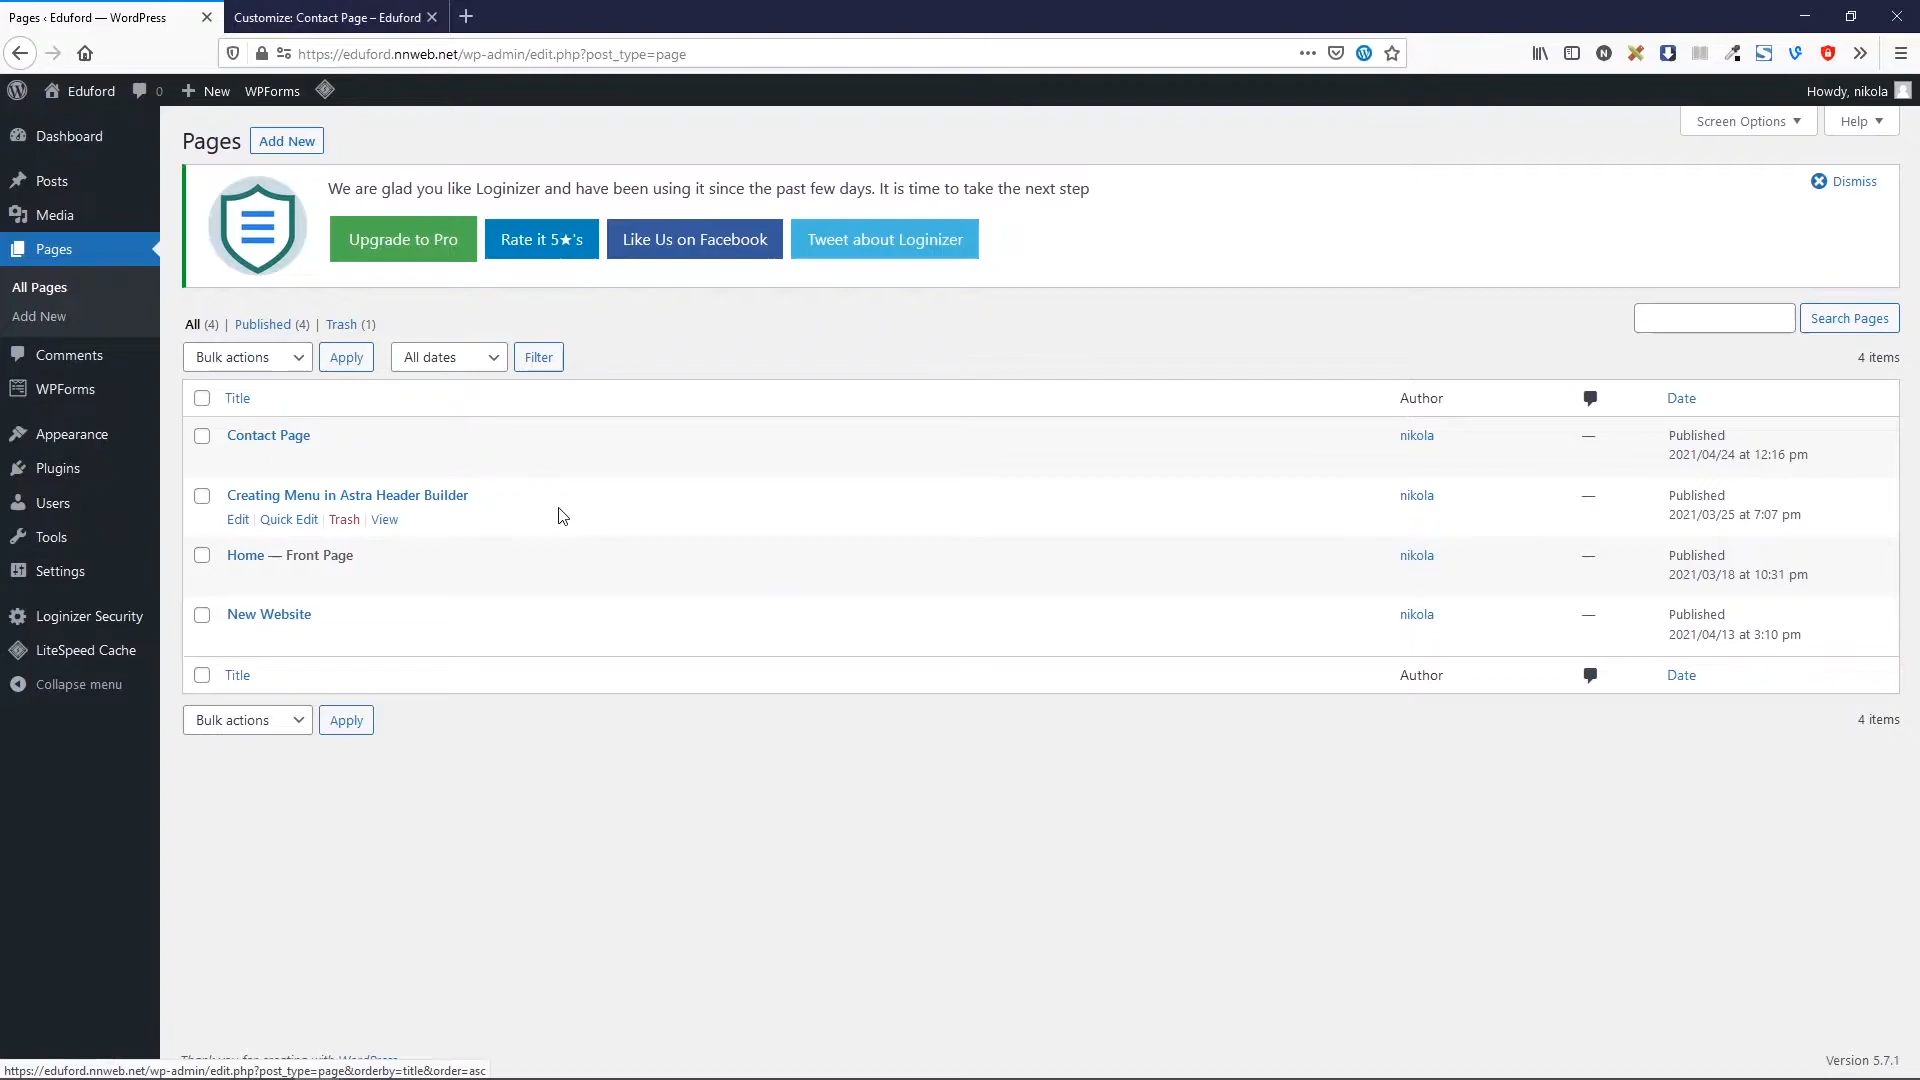 Pages ‹ Eduford — WordPress
Customize: Contact Page – Eduford
https://eduford.nnweb.net/wp-admin/edit.php?post_type=page
Eduford
0
New
WPForms
Howdy, nikola
Dashboard
Posts
Media
Pages
All Pages
Add New
Comments
WPForms
Appearance
Plugins
Users
Tools
Settings
Loginizer Security
LiteSpeed Cache
Collapse menu
Pages
Add New
Screen Options
Help
We are glad you like Loginizer and have been using it since the past few days. It is time to take the next step
Dismiss
Upgrade to Pro
Rate it 5★'s
Like Us on Facebook
Tweet about Loginizer
All (4) | Published (4) | Trash (1)
Search Pages
Bulk actions
Apply
All dates
Filter
4 items
Title
Author
Date
Contact Page
nikola
—
Published
2021/04/24 at 12:16 pm
Creating Menu in Astra Header Builder
nikola
—
Published
2021/03/25 at 7:07 pm
Edit | Quick Edit | Trash | View
Home — Front Page
nikola
—
Published
2021/03/18 at 10:31 pm
New Website
nikola
—
Published
2021/04/13 at 3:10 pm
Title
Author
Date
Bulk actions
Apply
4 items
Thank you for creating with WordPress.
Version 5.7.1
https://eduford.nnweb.net/wp-admin/edit.php?post_type=page&orderby=title&order=asc